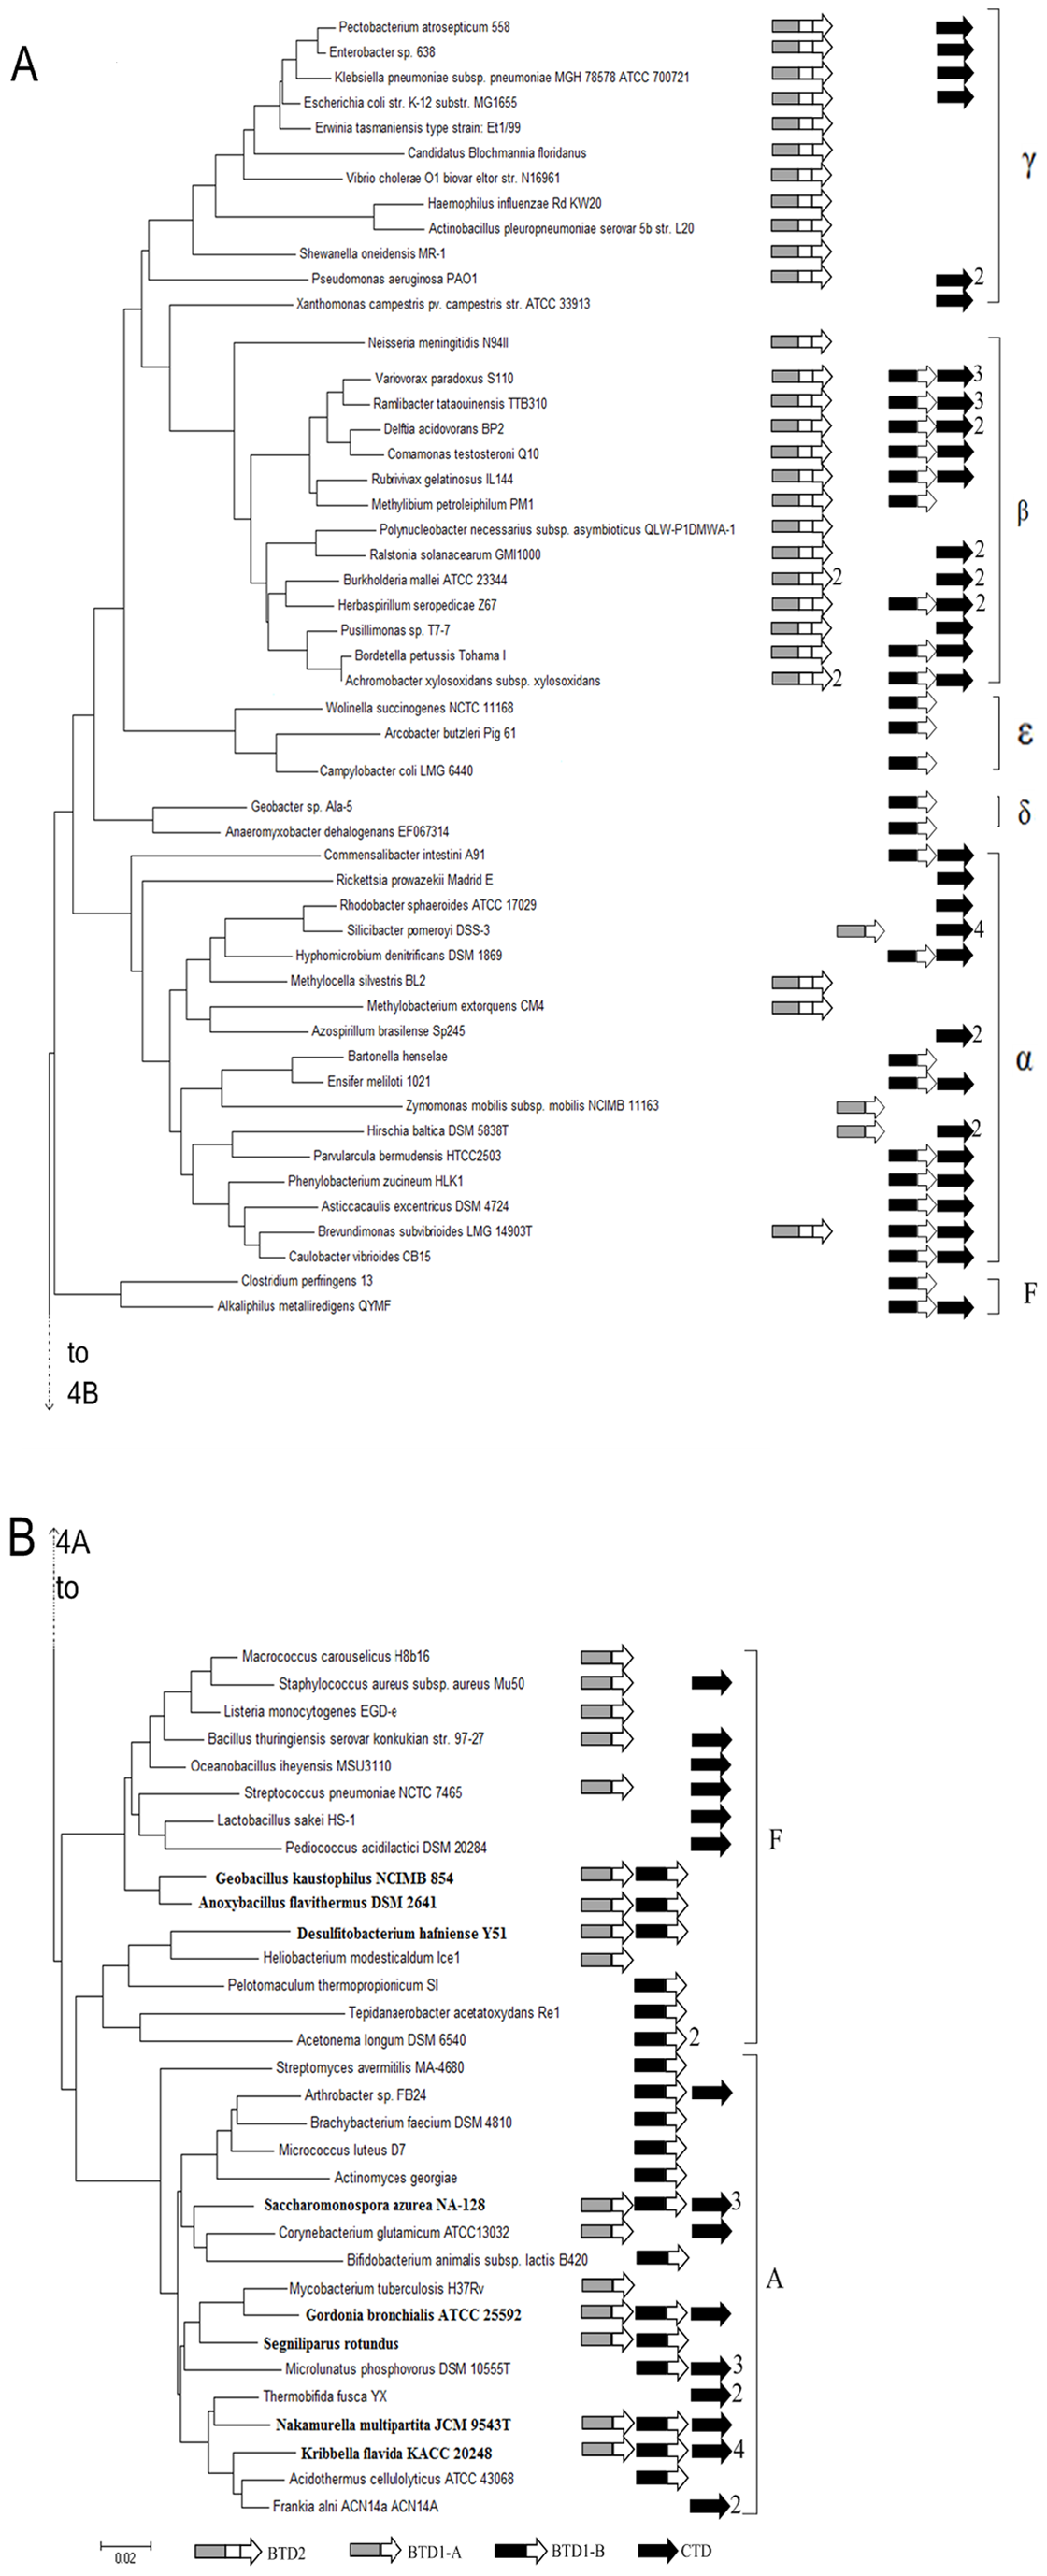 A
Pectobacterium atrosepticum 558
Enterobacter sp. 638
Klebsiella pneumoniae subsp. pneumoniae MGH 78578 ATCC 700721
Escherichia coli str. K-12 substr. MG1655
Erwinia tasmaniensis type strain: Et1/99
Candidatus Blochmannia floridanus
γ
Vibrio cholerae O1 biovar eltor str. N16961
Haemophilus influenzae Rd KW20
Actinobacillus pleuropneumoniae serovar 5b str. L20
Shewanella oneidensis MR-1
Pseudomonas aeruginosa PAO1 2
Xanthomonas campestris pv. campestris str. ATCC 33913
Neisseria meningitidis N94II
Variovorax paradoxus S110 3
Ramlibacter tataouinensis TTB310 3
Delftia acidovorans BP2 2
Comamonas testosteroni Q10
Rubrivivax gelatinosus IL144
Methylibium petroleiphilum PM1
β
Polynucleobacter necessarius subsp. asymbioticus QLW-P1DMWA-1
Ralstonia solanacearum GMI1000 2
Burkholderia mallei ATCC 23344 2 2
Herbaspirillum seropedicae Z67 2
Pusillimonas sp. T7-7
Bordetella pertussis Tohama I
Achromobacter xylosoxidans subsp. xylosoxidans 2
Wolinella succinogenes NCTC 11168
Arcobacter butzleri Pig 61
ε
Campylobacter coli LMG 6440
Geobacter sp. Ala-5
δ
Anaeromyxobacter dehalogenans EF067314
Commensalibacter intestini A91
Rickettsia prowazekii Madrid E
Rhodobacter sphaeroides ATCC 17029
Silicibacter pomeroyi DSS-3 4
Hyphomicrobium denitrificans DSM 1869
Methylocella silvestris BL2
Methylobacterium extorquens CM4
Azospirillum brasilense Sp245 2
Bartonella henselae
α
Ensifer meliloti 1021
Zymomonas mobilis subsp. mobilis NCIMB 11163
Hirschia baltica DSM 5838T 2
Parvularcula bermudensis HTCC2503
Phenylobacterium zucineum HLK1
Asticcacaulis excentricus DSM 4724
Brevundimonas subvibrioides LMG 14903T
Caulobacter vibrioides CB15
Clostridium perfringens 13
F
Alkaliphilus metalliredigens QYMF
to
4B
B
4A
to
Macrococcus carouselicus H8b16
Staphylococcus aureus subsp. aureus Mu50
Listeria monocytogenes EGD-e
Bacillus thuringiensis serovar konkukian str. 97-27
Oceanobacillus iheyensis MSU3110
Streptococcus pneumoniae NCTC 7465
Lactobacillus sakei HS-1
F
Pediococcus acidilactici DSM 20284
Geobacillus kaustophilus NCIMB 854
Anoxybacillus flavithermus DSM 2641
Desulfitobacterium hafniense Y51
Heliobacterium modesticaldum Ice1
Pelotomaculum thermopropionicum SI
Tepidanaerobacter acetatoxydans Re1
Acetonema longum DSM 6540 2
Streptomyces avermitilis MA-4680
Arthrobacter sp. FB24
Brachybacterium faecium DSM 4810
Micrococcus luteus D7
Actinomyces georgiae
Saccharomonospora azurea NA-128 3
Corynebacterium glutamicum ATCC13032
Bifidobacterium animalis subsp. lactis B420
A
Mycobacterium tuberculosis H37Rv
Gordonia bronchialis ATCC 25592
Segniliparus rotundus
Microlunatus phosphovorus DSM 10555T 3
Thermobifida fusca YX 2
Nakamurella multipartita JCM 9543T
Kribbella flavida KACC 20248 4
Acidothermus cellulolyticus ATCC 43068
Frankia alni ACN14a ACN14A 2
0.02 BTD2 BTD1-A BTD1-B CTD